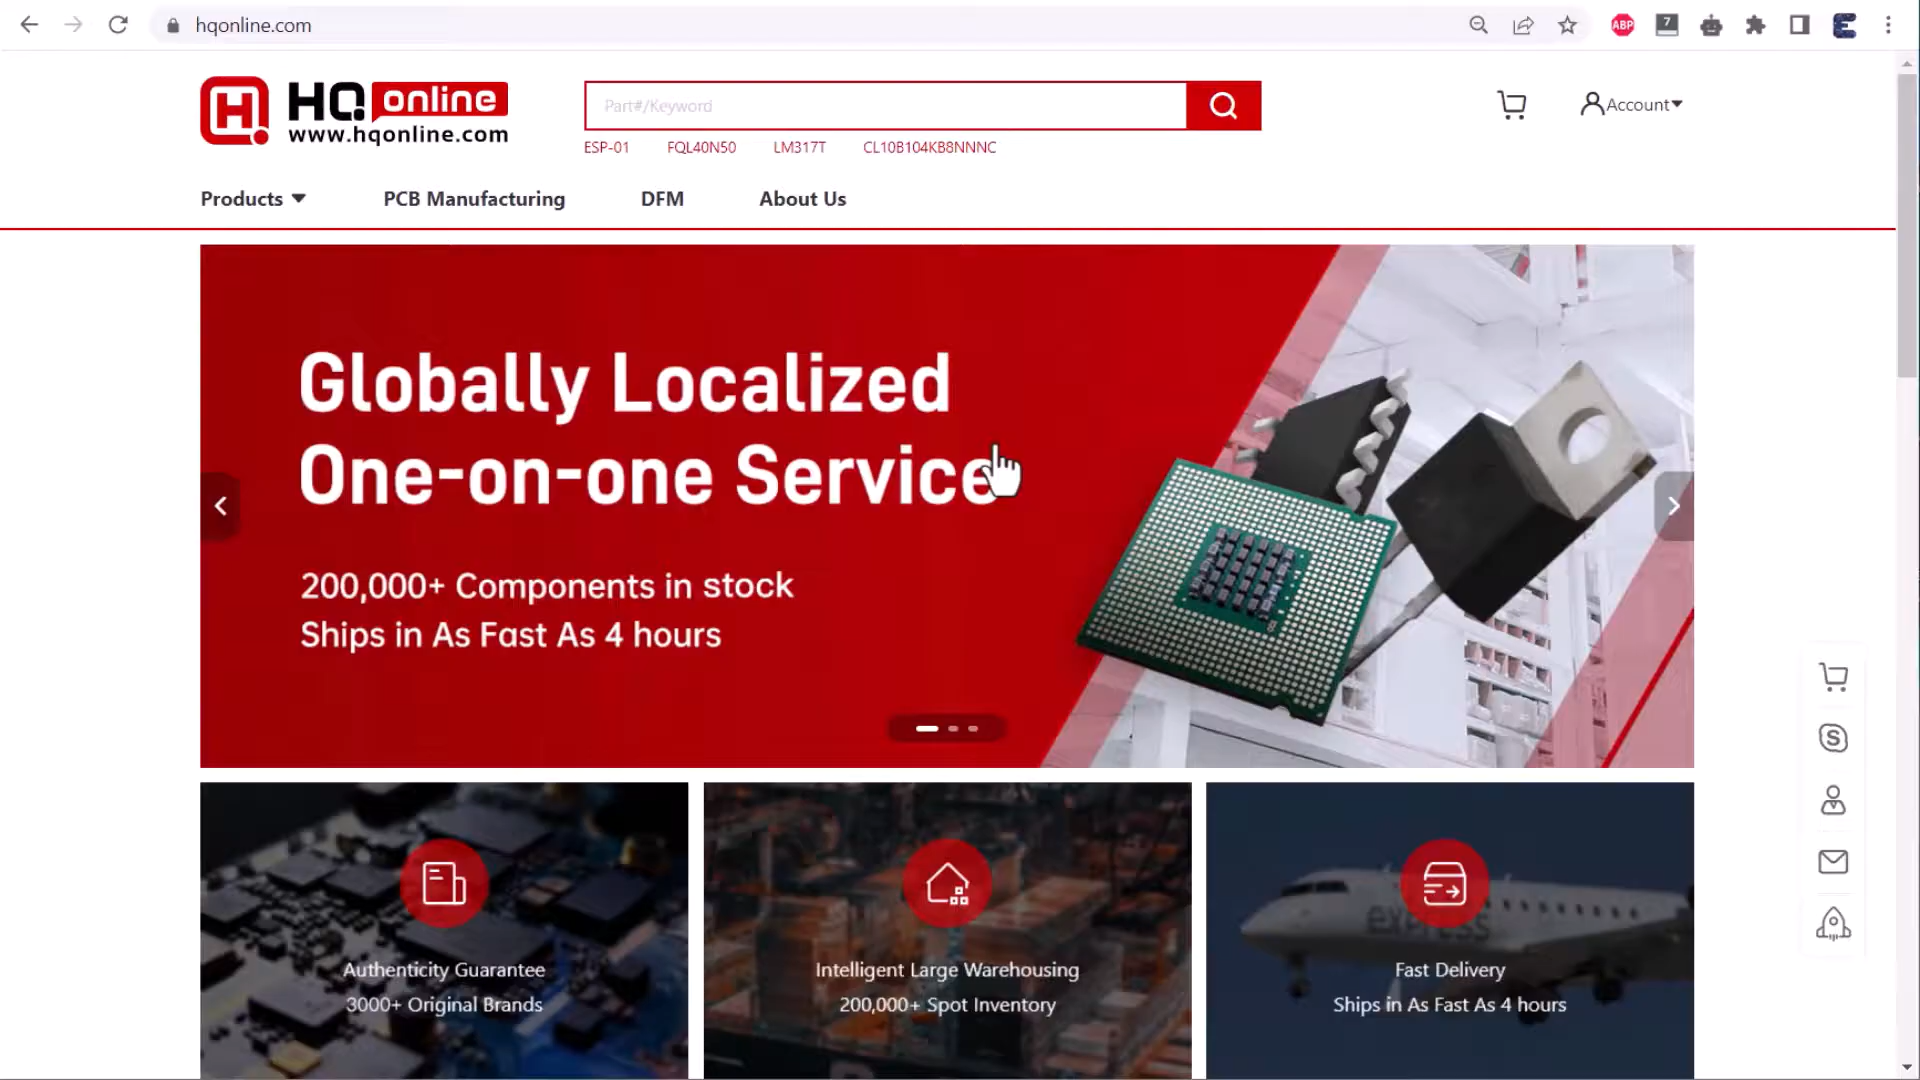 hqonline.com
ABP
7
HQ online
www.hqonline.com
Part#/Keyword
Account
ESP-01 FQL40N50 LM317T CL10B104KB8NNNC
Products PCB Manufacturing DFM About Us
Globally Localized
One-on-one Service
200,000+ Components in stock
Ships in As Fast As 4 hours
express
Authenticity Guarantee
3000+ Original Brands
Intelligent Large Warehousing
200,000+ Spot Inventory
Fast Delivery
Ships in As Fast As 4 hours